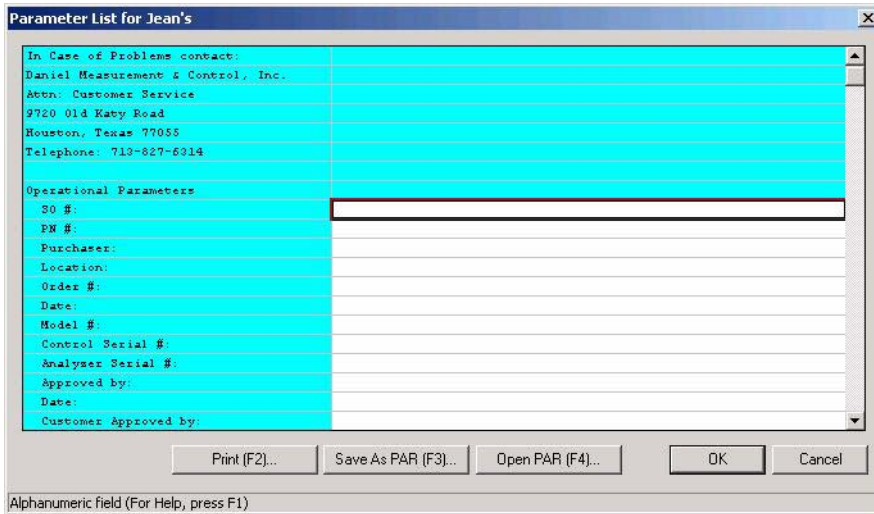 Parameter List for Jean's
In Case of Problems contact:
Daniel Measurement & Control, Inc.
Attn: Customer Service
9720 Old Katy Road
Houston, Texas 77055
Telephone: 713-827-6314
Operational Parameters
SO #:
PN #:
Purchaser:
Location:
Order #:
Date:
Model #:
Control Serial #:
Analyzer Serial #:
Approved by:
Date:
Customer Approved by:
Print (F2)... Save As PAR (F3)... Open PAR (F4)... OK Cancel
Alphanumeric field (For Help, press F1)